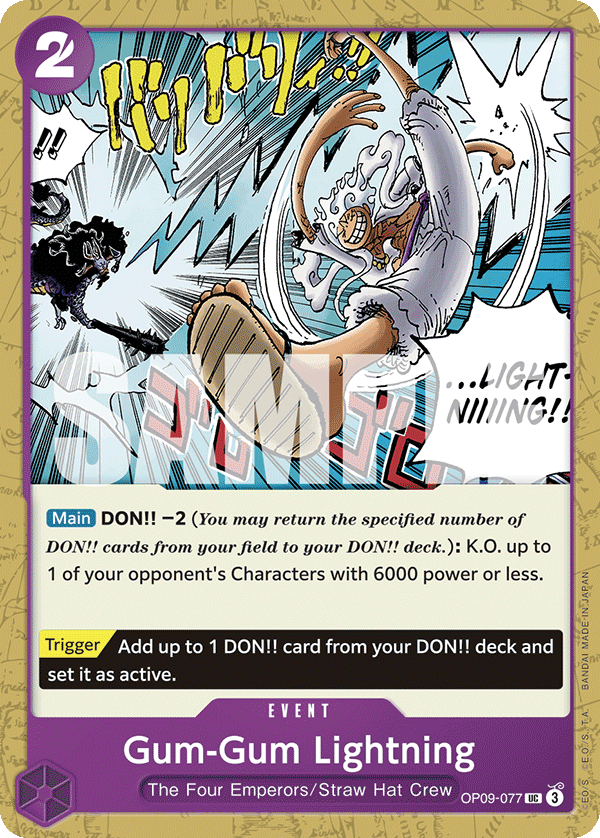 2
!!
バリバリィ!!
...LIGHT-
NIIIING!!
SAMPLE
ゴゴゴ
Main DON!! −2 (You may return the specified number of
DON!! cards from your field to your DON!! deck.): K.O. up to
1 of your opponent's Characters with 6000 power or less.
Trigger Add up to 1 DON!! card from your DON!! deck and
set it as active.
EVENT
Gum-Gum Lightning
The Four Emperors/Straw Hat Crew
OP09-077 UC 3
BANDAI MADE IN JAPAN